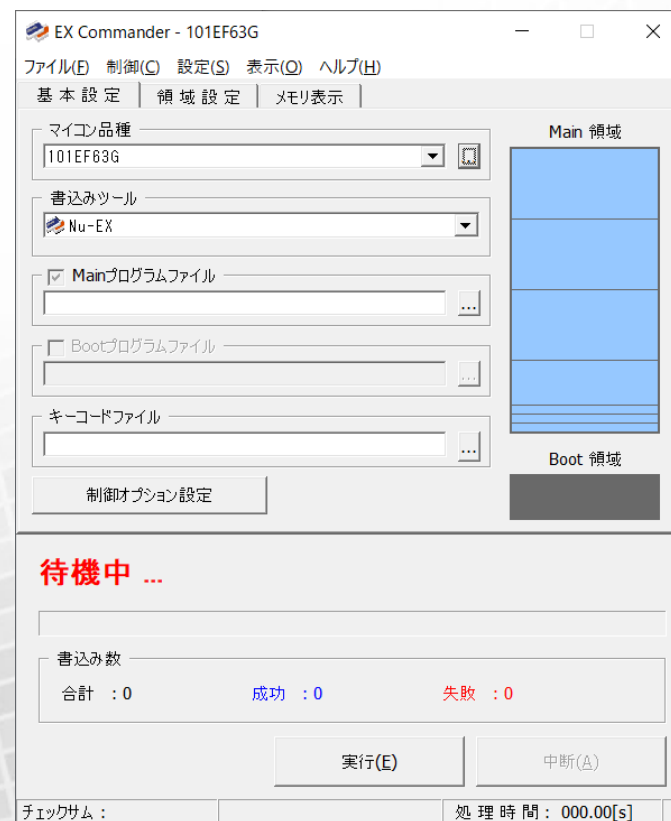 EX Commander - 101EF63G
ファイル(F) 制御(C) 設定(S) 表示(O) ヘルプ(H)
基本設定 領域設定 メモリ表示
マイコン品種
101EF63G
書込みツール
Nu-EX
Mainプログラムファイル
...
Bootプログラムファイル
...
キーコードファイル
...
制御オプション設定
Main 領域
Boot 領域
待機中 ...
書込み数
合計 : 0 成功 : 0 失敗 : 0
実行(E) 中断(A)
チェックサム : 処理時間 : 000.00[s]